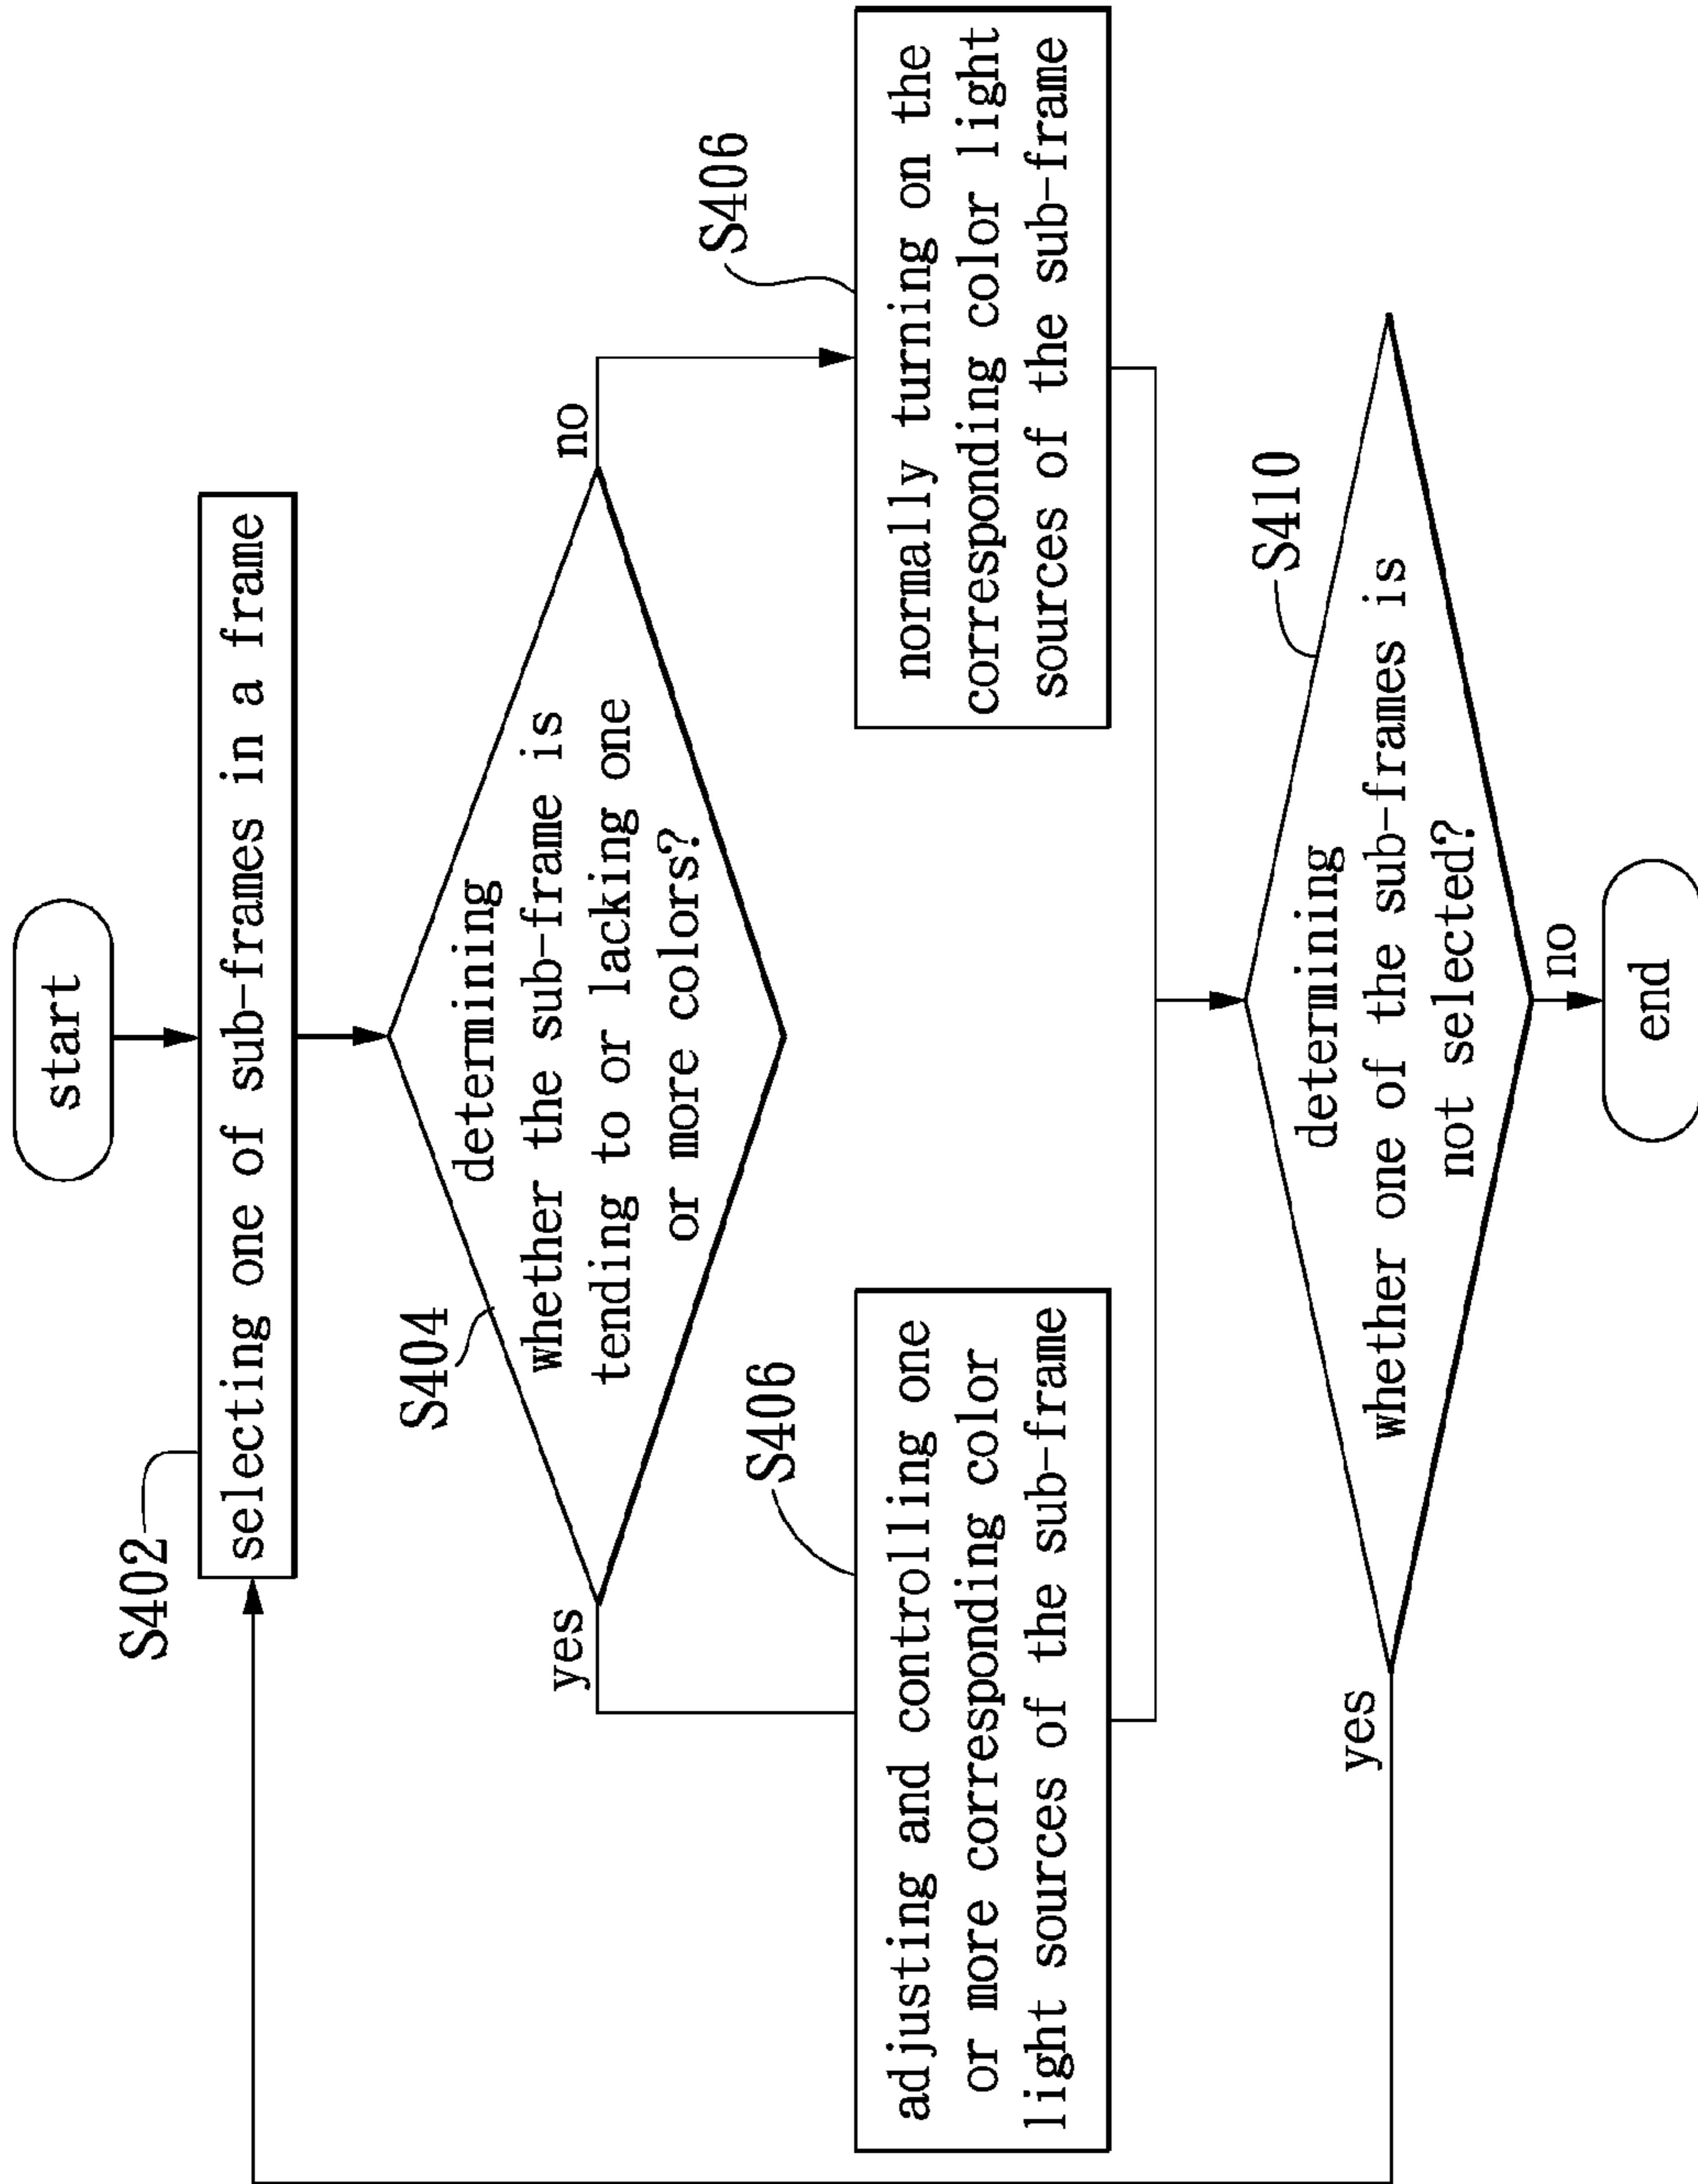 start
S402
selecting one of sub-frames in a frame
S404
determining
whether the sub-frame is
tending to or lacking one
or more colors?
yes
no
S406
adjusting and controlling one
or more corresponding color
light sources of the sub-frame
S406
normally turning on the
corresponding color light
sources of the sub-frame
S410
determining
whether one of the sub-frames is
not selected?
yes
no
end